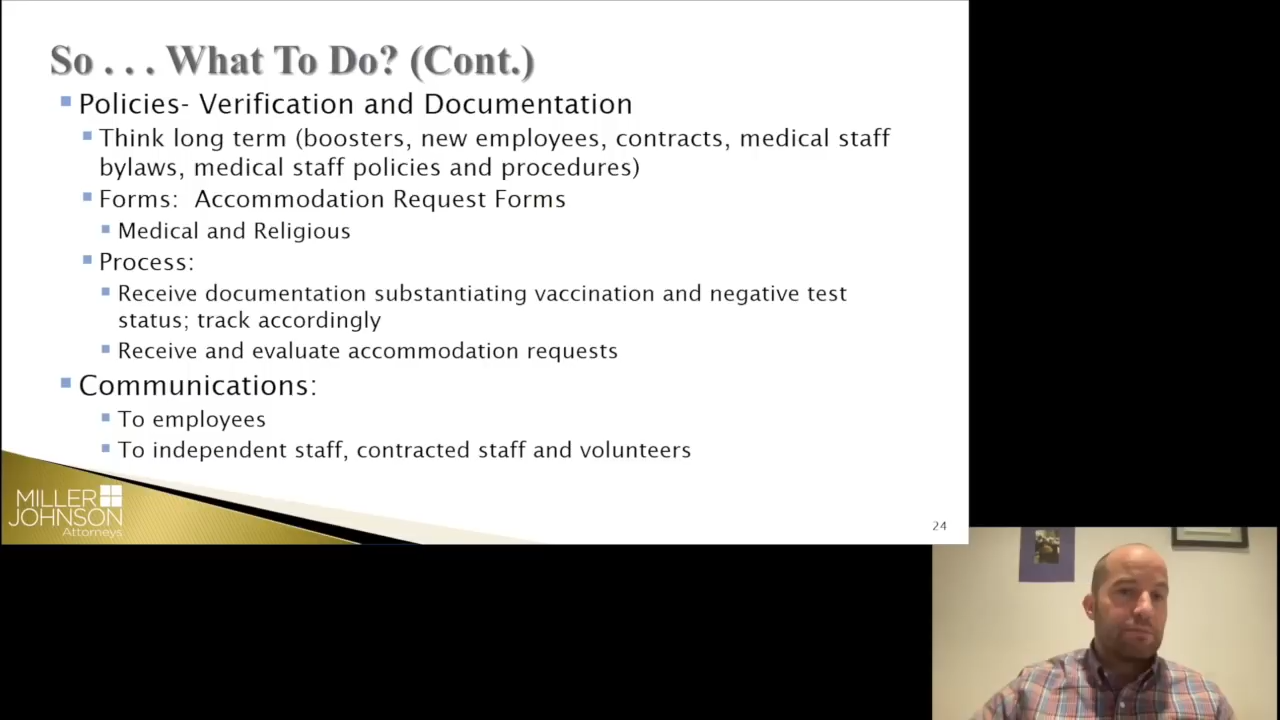 So . . . What To Do? (Cont.)
Policies- Verification and Documentation
Think long term (boosters, new employees, contracts, medical staff
bylaws, medical staff policies and procedures)
Forms:  Accommodation Request Forms
Medical and Religious
Process:
Receive documentation substantiating vaccination and negative test
status; track accordingly
Receive and evaluate accommodation requests
Communications:
To employees
To independent staff, contracted staff and volunteers
MILLER
JOHNSON
Attorneys
24